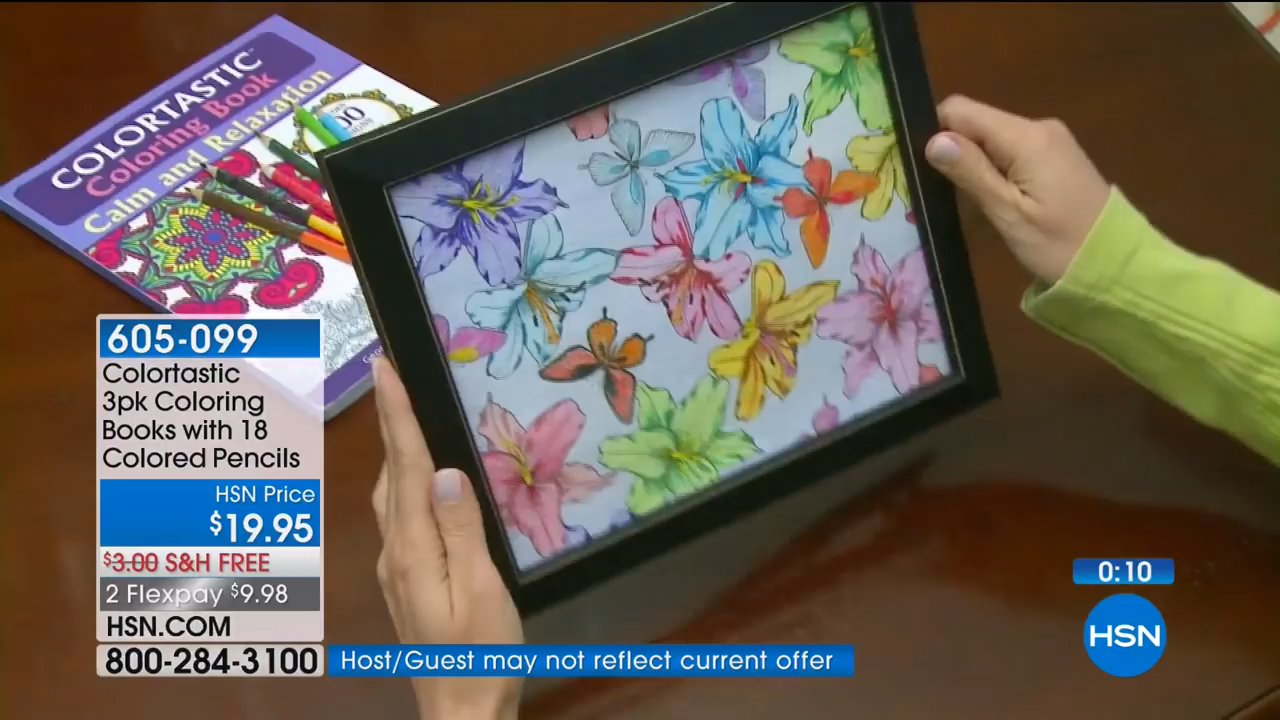 COLORTASTIC
Coloring Book
Calm and Relaxation
605-099
Colortastic
3pk Coloring
Books with 18
Colored Pencils
HSN Price
$19.95
$3.00 S&H FREE
2 Flexpay $9.98
HSN.COM
800-284-3100
Host/Guest may not reflect current offer
0:10
HSN